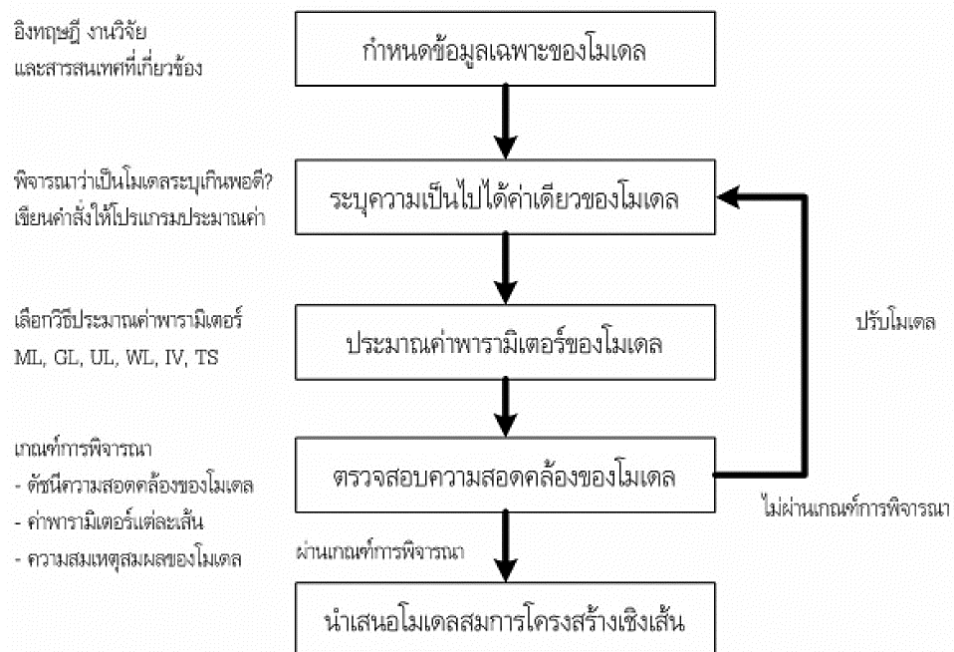 อิงทฤษฎี งานวิจัย
และสารสนเทศที่เกี่ยวข้อง
กำหนดข้อมูลเฉพาะของโมเดล
พิจารณาว่าเป็นโมเดลระบุเกินพอดี?
เขียนคำสั่งให้โปรแกรมประมาณค่า
ระบุความเป็นไปได้ค่าเดียวของโมเดล
เลือกวิธีประมาณค่าพารามิเตอร์
ML, GL, UL, WL, IV, TS
ประมาณค่าพารามิเตอร์ของโมเดล
ปรับโมเดล
เกณฑ์การพิจารณา
- ดัชนีความสอดคล้องของโมเดล
- ค่าพารามิเตอร์แต่ละเส้น
- ความสมเหตุสมผลของโมเดล
ตรวจสอบความสอดคล้องของโมเดล
ไม่ผ่านเกณฑ์การพิจารณา
ผ่านเกณฑ์การพิจารณา
นำเสนอโมเดลสมการโครงสร้างเชิงเส้น